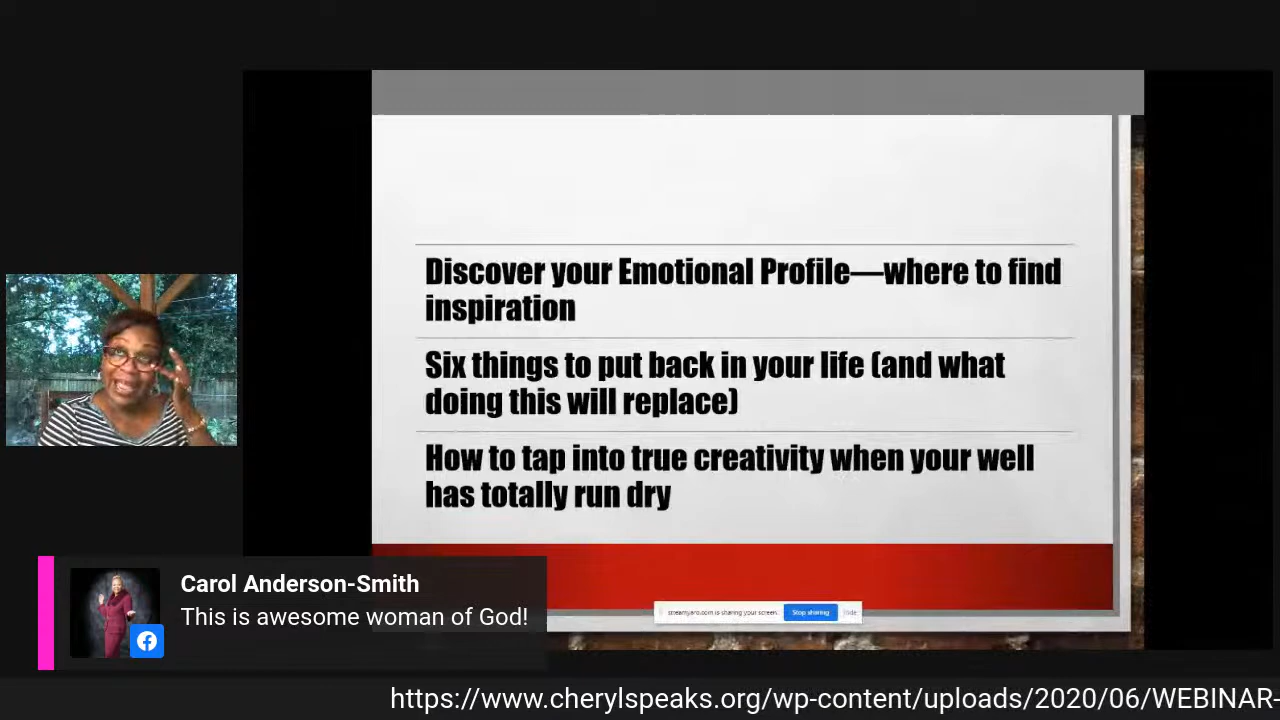 Discover your Emotional Profile—where to find
inspiration
Six things to put back in your life (and what
doing this will replace)
How to tap into true creativity when your well
has totally run dry
Carol Anderson-Smith
This is awesome woman of God!
streamyard.com is sharing your screen.
Stop sharing
Hide
https://www.cherylspeaks.org/wp-content/uploads/2020/06/WEBINAR-